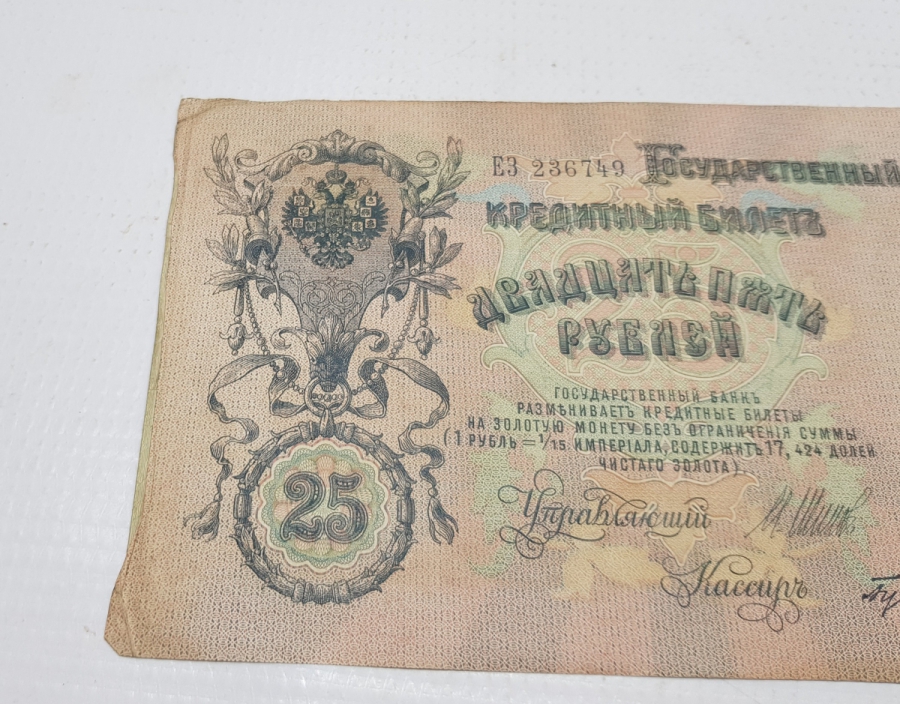 ЕЗ 236749 ГОСУДАРСТВЕННЫЙ
КРЕДИТНЫЙ БИЛЕТЪ
ДВАДЦАТЬ ПЯТЬ
РУБЛЕЙ
ГОСУДАРСТВЕННЫЙ БАНКЪ
РАЗМѢНИВАЕТЪ КРЕДИТНЫЕ БИЛЕТЫ
НА ЗОЛОТУЮ МОНЕТУ БЕЗЪ ОГРАНИЧЕНІЯ СУММЫ
(1 РУБЛЬ = 1/15 ИМПЕРІАЛА, СОДЕРЖИТЪ 17,424 ДОЛЕЙ
ЧИСТАГО ЗОЛОТА).
25
Управляющій
Кассиръ